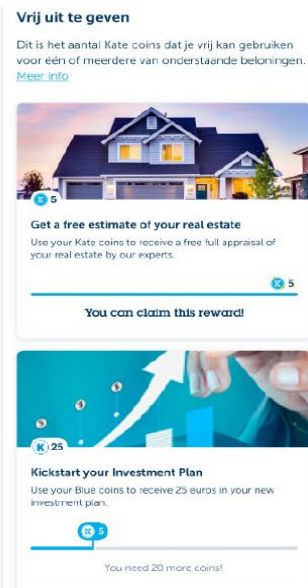 Vrij uit te geven
Dit is het aantal Kate coins dat je vrij kan gebruiken
voor één of meerdere van onderstaande beloningen.
Meer info
K 5
Get a free estimate of your real estate
Use your Kate coins to receive a free full appraisal of
your real estate by our experts.
K 5
You can claim this reward!
K 25
Kickstart your Investment Plan
Use your Blue coins to receive 25 euros in your new
investment plan.
K 5
You need 20 more coins!